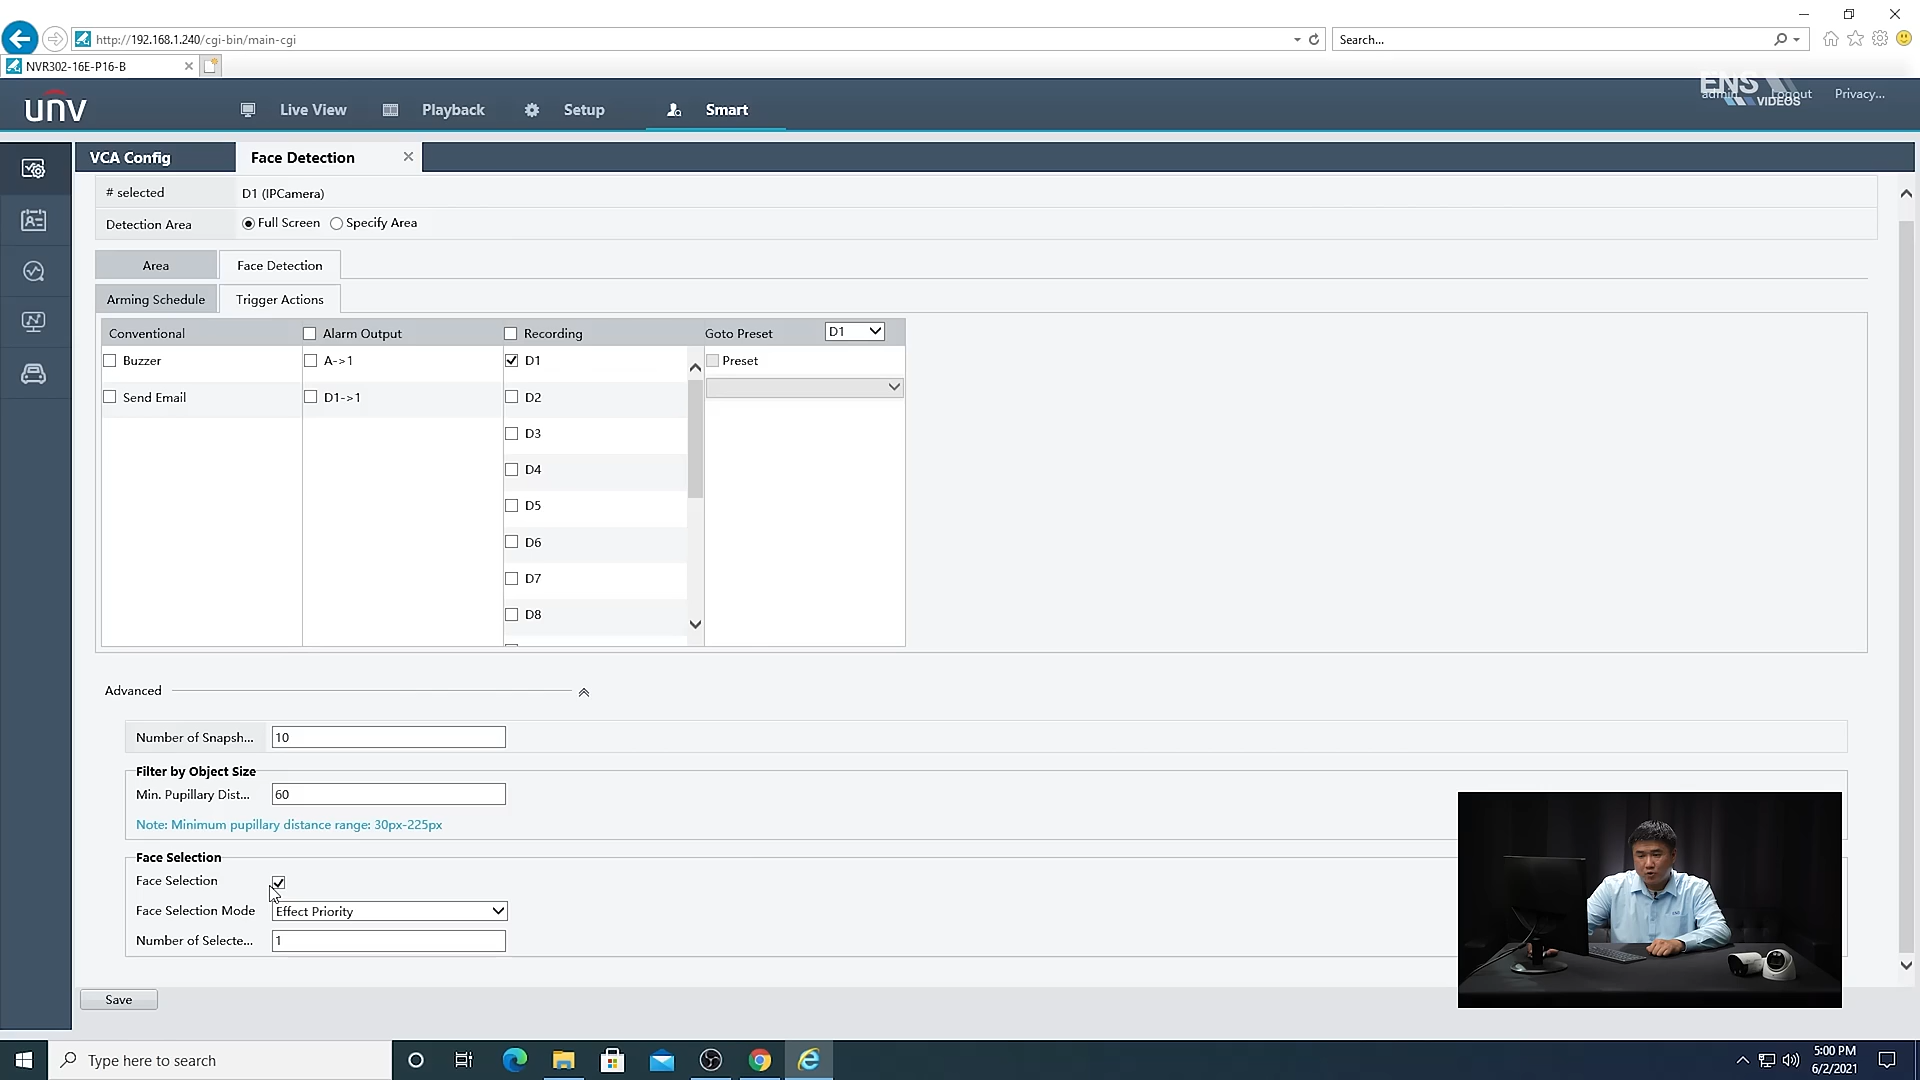 http://192.168.1.240/cgi-bin/main-cgi
Search...
NVR302-16E-P16-B
unv
Live View
Playback
Setup
Smart
ENS
VIDEOS
admin
Logout
Privacy...
VCA Config
Face Detection
# selected
D1 (IPCamera)
Detection Area
Full Screen
Specify Area
Area
Face Detection
Arming Schedule
Trigger Actions
Conventional
Alarm Output
Recording
Goto Preset
D1
Buzzer
A->1
D1
Preset
Send Email
D1->1
D2
D3
D4
D5
D6
D7
D8
Advanced
Number of Snapsh...
10
Filter by Object Size
Min. Pupillary Dist...
60
Note: Minimum pupillary distance range: 30px-225px
Face Selection
Face Selection
Face Selection Mode
Effect Priority
Number of Selecte...
1
Save
Type here to search
5:00 PM
6/2/2021